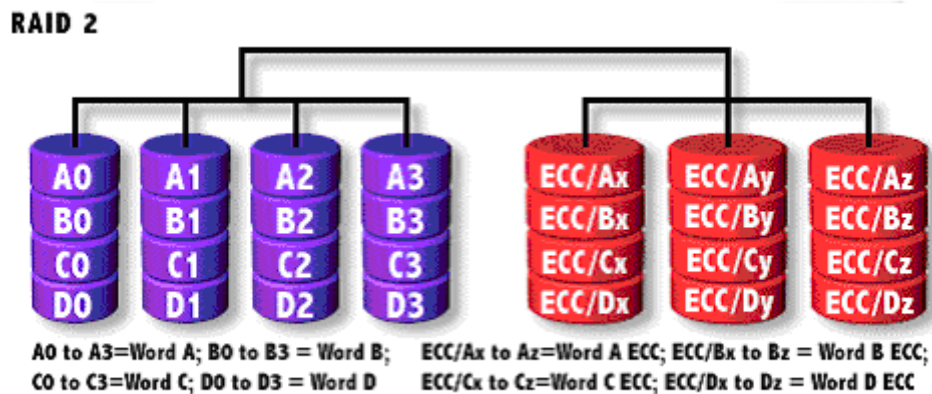 RAID 2
A0 A1 A2 A3 ECC/Ax ECC/Ay ECC/Az
B0 B1 B2 B3 ECC/Bx ECC/By ECC/Bz
C0 C1 C2 C3 ECC/Cx ECC/Cy ECC/Cz
D0 D1 D2 D3 ECC/Dx ECC/Dy ECC/Dz
A0 to A3=Word A; B0 to B3 = Word B;
C0 to C3=Word C; D0 to D3 = Word D
ECC/Ax to Az=Word A ECC; ECC/Bx to Bz = Word B ECC;
ECC/Cx to Cz=Word C ECC; ECC/Dx to Dz = Word D ECC